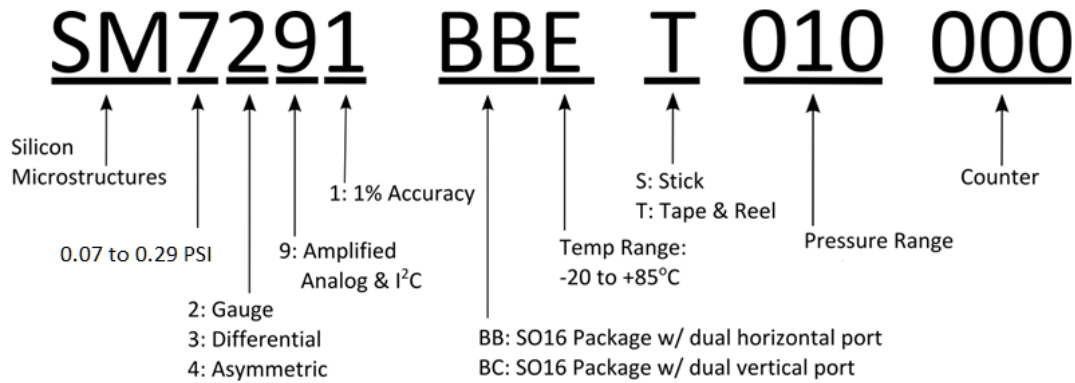 SM7291 BBE T 010 000
Silicon
Microstructures
0.07 to 0.29 PSI
2: Gauge
3: Differential
4: Asymmetric
9: Amplified
Analog & I²C
1: 1% Accuracy
BB: SO16 Package w/ dual horizontal port
BC: SO16 Package w/ dual vertical port
Temp Range:
-20 to +85°C
S: Stick
T: Tape & Reel
Pressure Range
Counter